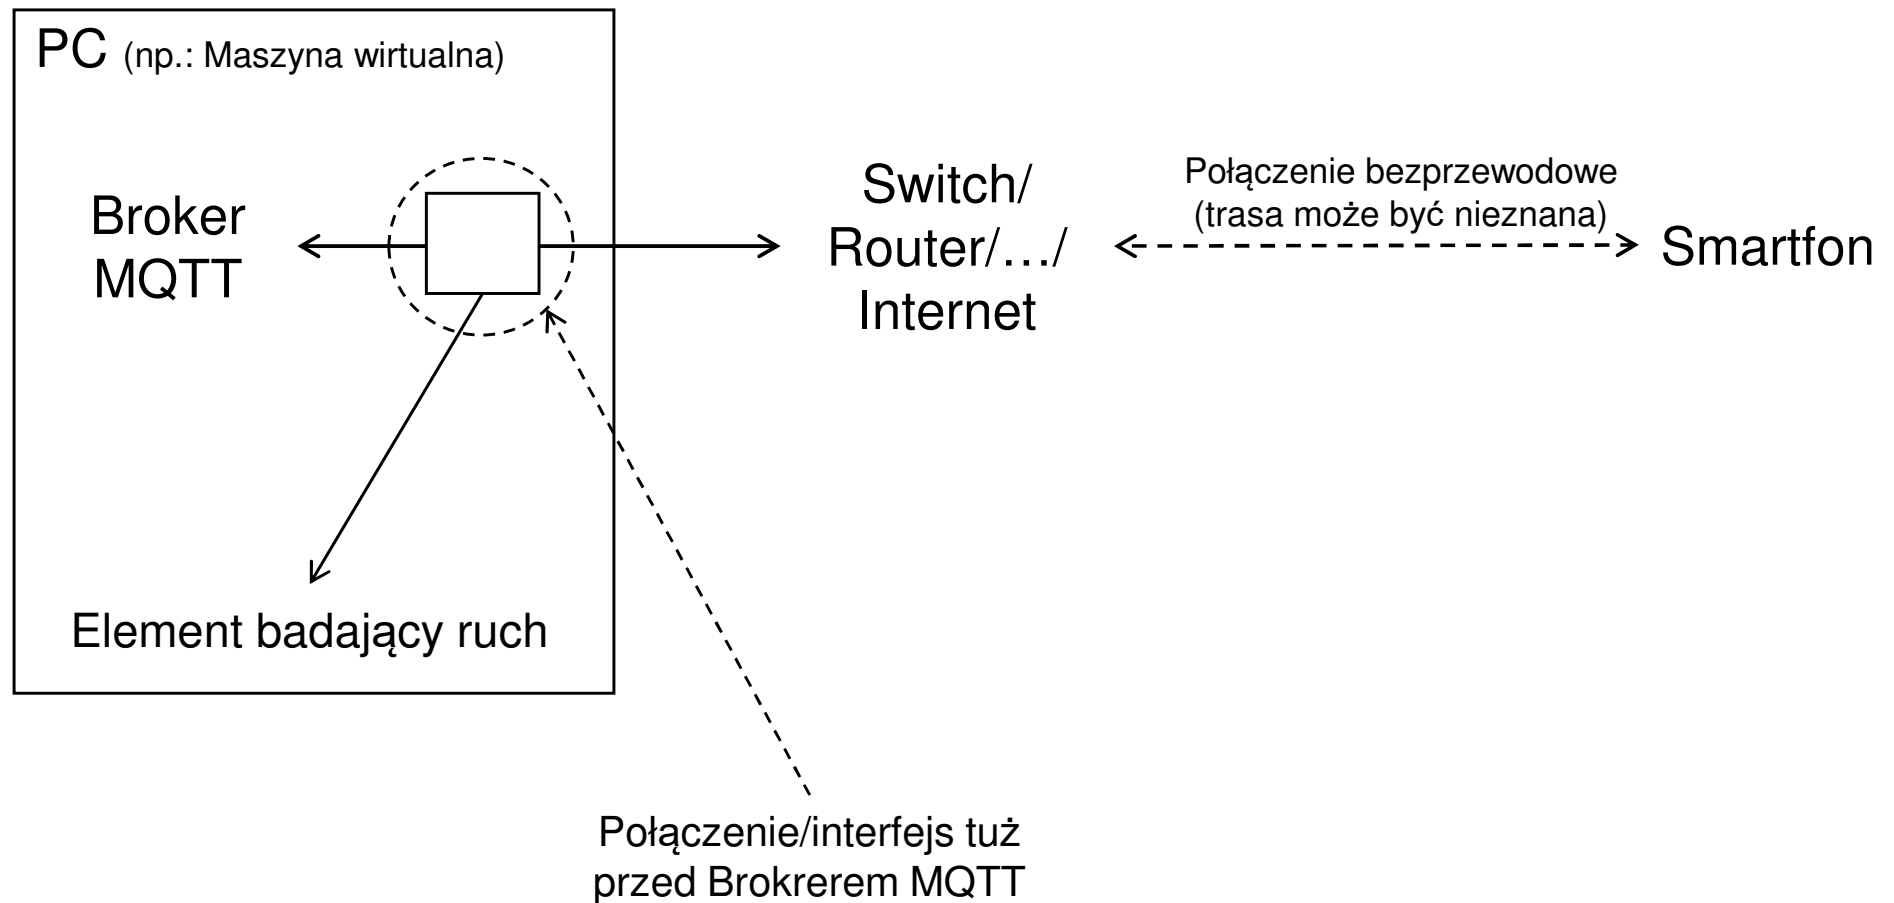 PC (np.: Maszyna wirtualna)
Broker
MQTT
Switch/
Router/…/
Internet
Połączenie bezprzewodowe
(trasa może być nieznana)
Smartfon
Element badający ruch
Połączenie/interfejs tuż
przed Brokrerem MQTT